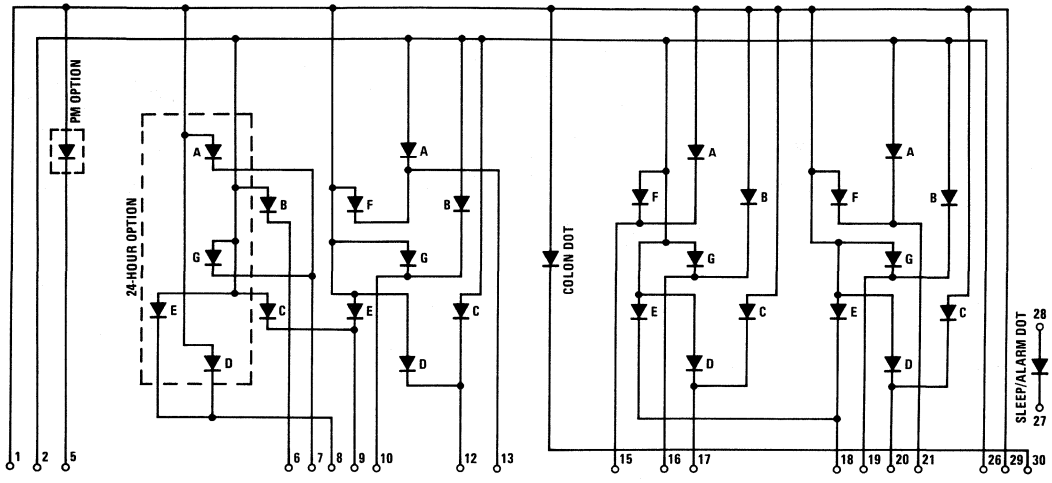 PM OPTION
24-HOUR OPTION
A
B
G
E
C
D
A
F
B
G
E
C
D
COLON DOT
A
F
B
G
E
C
D
A
F
B
G
E
C
D
SLEEP/ALARM DOT
28
27
1
2
5
6
7
8
9
10
12
13
15
16
17
18
19
20
21
26
29
30